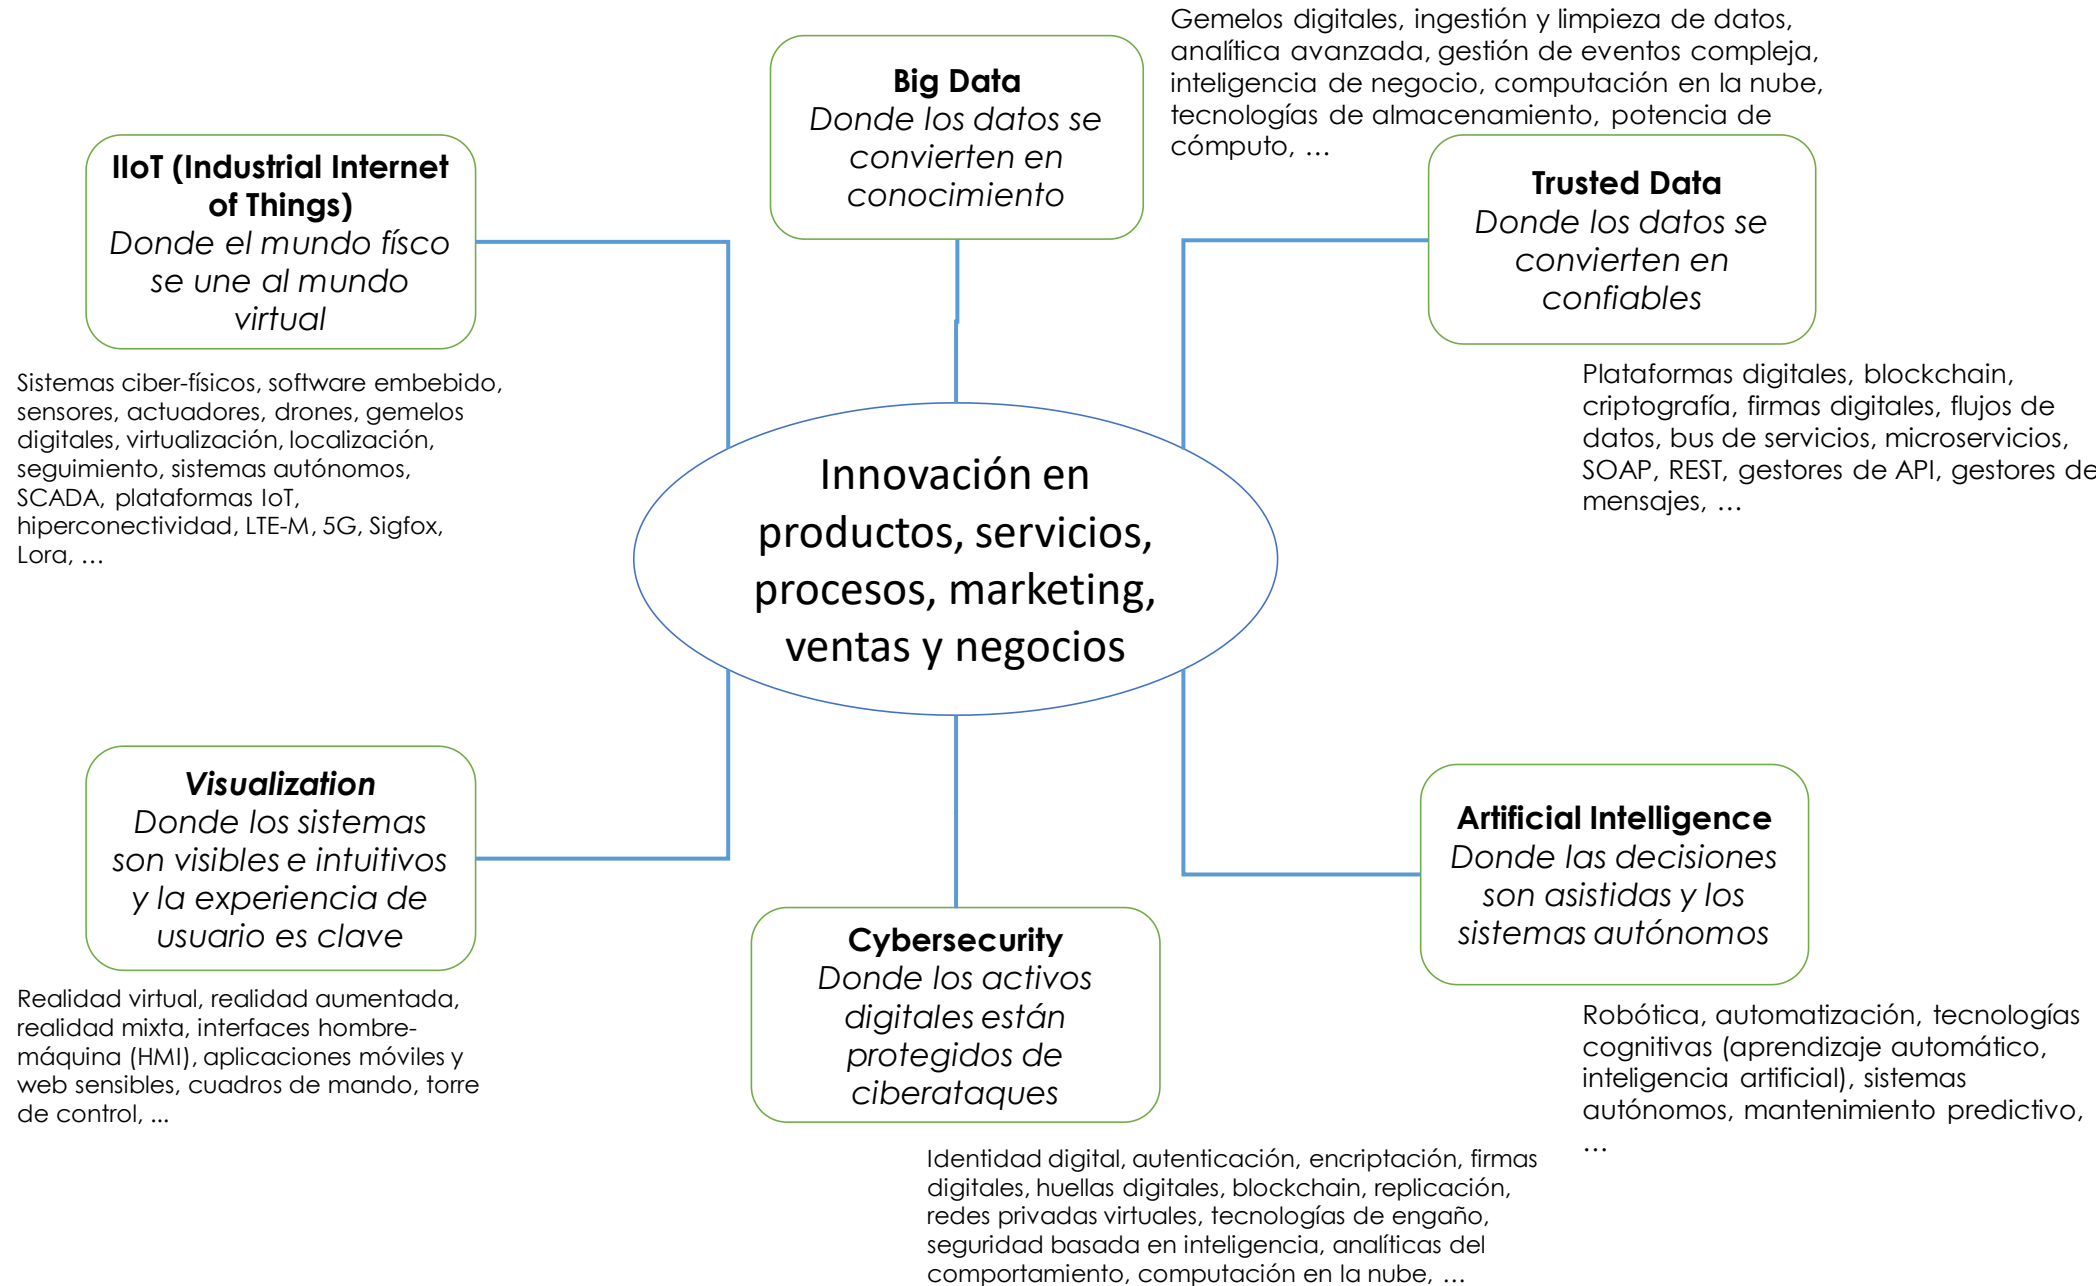 Big Data
Donde los datos se
convierten en
conocimiento
Gemelos digitales, ingestión y limpieza de datos,
analítica avanzada, gestión de eventos compleja,
inteligencia de negocio, computación en la nube,
tecnologías de almacenamiento, potencia de
cómputo, …
IIoT (Industrial Internet
of Things)
Donde el mundo físco
se une al mundo
virtual
Sistemas ciber-físicos, software embebido,
sensores, actuadores, drones, gemelos
digitales, virtualización, localización,
seguimiento, sistemas autónomos,
SCADA, plataformas IoT,
hiperconectividad, LTE-M, 5G, Sigfox,
Lora, …
Trusted Data
Donde los datos se
convierten en
confiables
Plataformas digitales, blockchain,
criptografía, firmas digitales, flujos de
datos, bus de servicios, microservicios,
SOAP, REST, gestores de API, gestores de
mensajes, …
Innovación en
productos, servicios,
procesos, marketing,
ventas y negocios
Visualization
Donde los sistemas
son visibles e intuitivos
y la experiencia de
usuario es clave
Realidad virtual, realidad aumentada,
realidad mixta, interfaces hombre-
máquina (HMI), aplicaciones móviles y
web sensibles, cuadros de mando, torre
de control, ...
Cybersecurity
Donde los activos
digitales están
protegidos de
ciberataques
Identidad digital, autenticación, encriptación, firmas
digitales, huellas digitales, blockchain, replicación,
redes privadas virtuales, tecnologías de engaño,
seguridad basada en inteligencia, analíticas del
comportamiento, computación en la nube, …
Artificial Intelligence
Donde las decisiones
son asistidas y los
sistemas autónomos
Robótica, automatización, tecnologías
cognitivas (aprendizaje automático,
inteligencia artificial), sistemas
autónomos, mantenimiento predictivo,
…